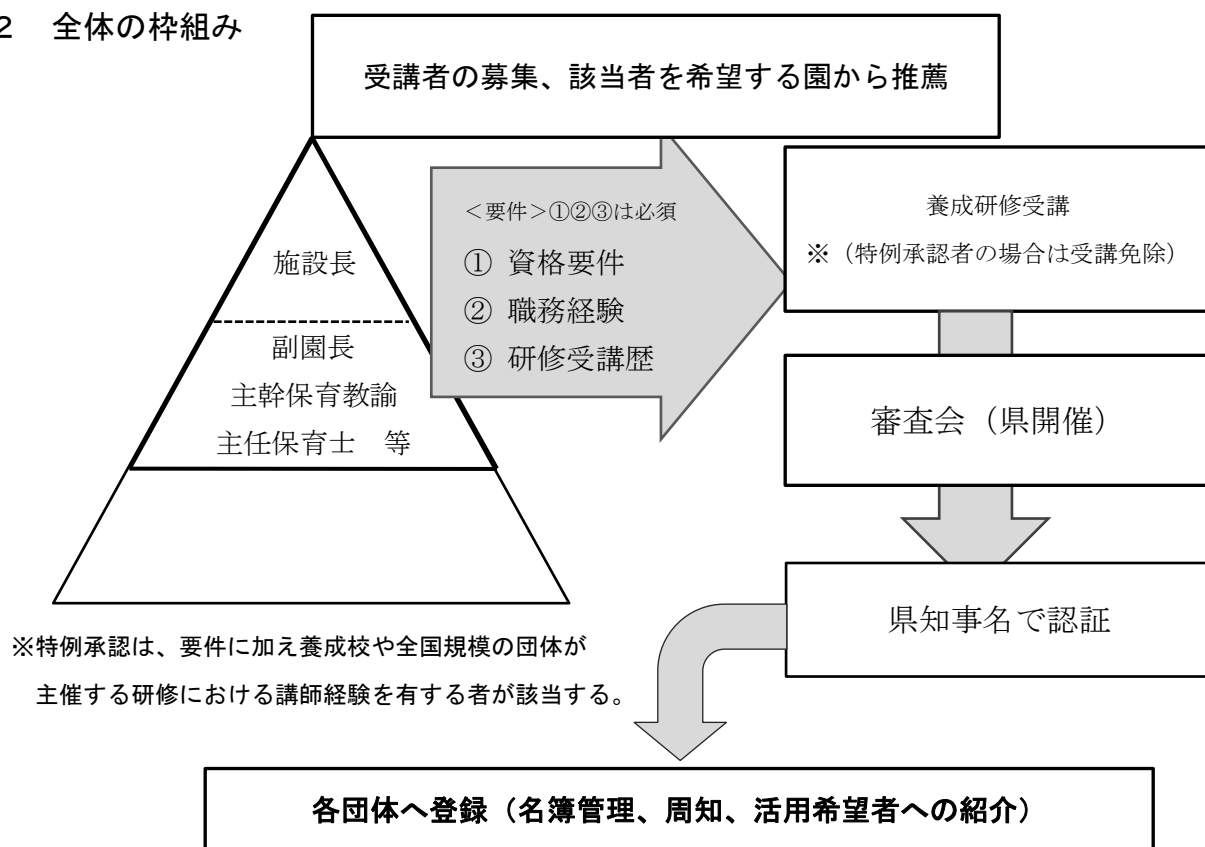 2　全体の枠組み
受講者の募集、該当者を希望する園から推薦
施設長
副園長
主幹保育教諭
主任保育士　等
＜要件＞①②③は必須
①　資格要件
②　職務経験
③　研修受講歴
養成研修受講
※（特例承認者の場合は受講免除）
審査会（県開催）
県知事名で認証
※特例承認は、要件に加え養成校や全国規模の団体が
主催する研修における講師経験を有する者が該当する。
各団体へ登録（名簿管理、周知、活用希望者への紹介）